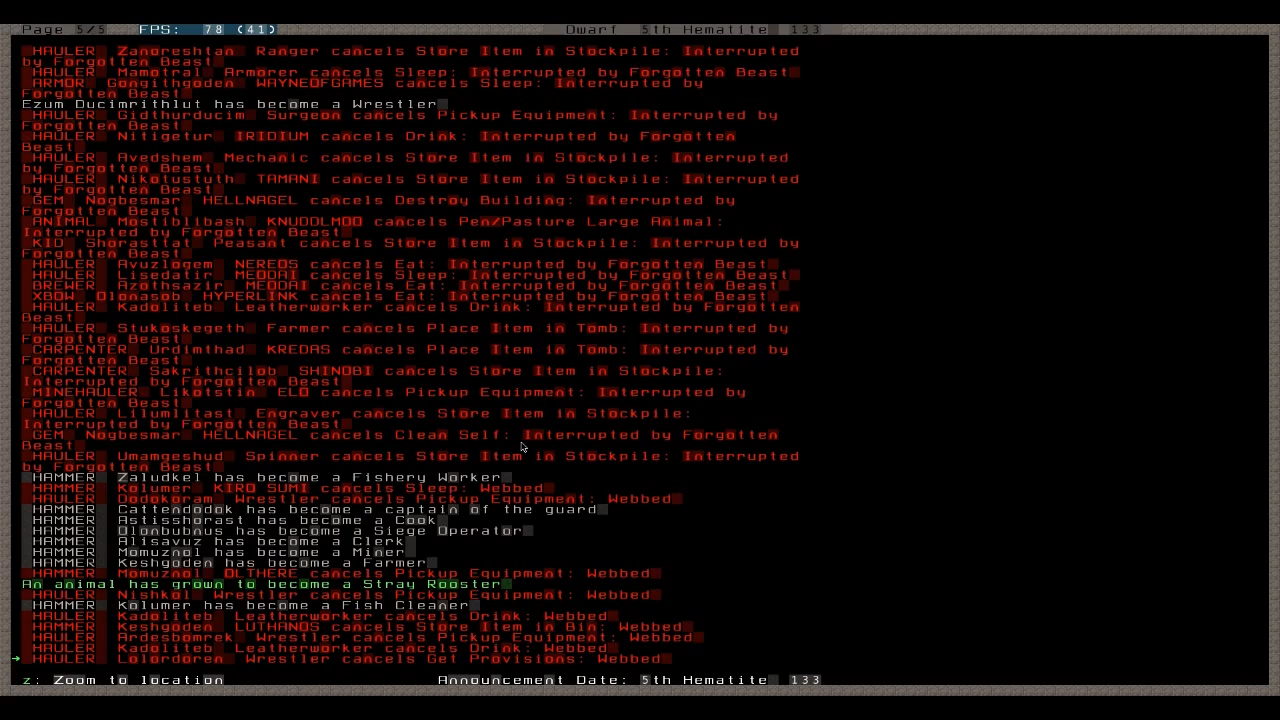 Page 5/5 FPS: 78 (41) Dwarf 5th Hematite 133
HAULER Zanoreshtan Ranger cancels Store Item in Stockpile: Interrupted
by Forgotten Beast
HAULER Mamotral Armorer cancels Sleep: Interrupted by Forgotten Beast
ARMOR Gongithgoden WAYNEOFGAMES cancels Sleep: Interrupted by
Forgotten Beast
Ezum Ducimrithlut has become a Wrestler
HAULER Gidthurducim Surgeon cancels Pickup Equipment: Interrupted by
Forgotten Beast
HAULER Nitigetur IRIDIUM cancels Drink: Interrupted by Forgotten
Beast
HAULER Avedshem Mechanic cancels Store Item in Stockpile: Interrupted
by Forgotten Beast
HAULER Nikotustuth TAMANI cancels Store Item in Stockpile: Interrupted
by Forgotten Beast
GEM Nogbesmar HELLNAGEL cancels Destroy Building: Interrupted by
Forgotten Beast
ANIMAL Mostiblibash KNUDDLMOO cancels Pen/Pasture Large Animal:
Interrupted by Forgotten Beast
KID Shorasttat Peasant cancels Store Item in Stockpile: Interrupted by
Forgotten Beast
HAULER Avuzlogem NEREOS cancels Eat: Interrupted by Forgotten Beast
HAULER Lisedatir MEODAI cancels Sleep: Interrupted by Forgotten Beast
BREWER Azothsazir MEODAI cancels Eat: Interrupted by Forgotten Beast
XBOW Olonasob HYPERLINK cancels Eat: Interrupted by Forgotten Beast
HAULER Kadoliteb Leatherworker cancels Drink: Interrupted by Forgotten
Beast
HAULER Stukoskegeth Farmer cancels Place Item in Tomb: Interrupted by
Forgotten Beast
CARPENTER Urdimthad KREDAS cancels Place Item in Tomb: Interrupted by
Forgotten Beast
CARPENTER Sakrithcilob SHINOBI cancels Store Item in Stockpile:
Interrupted by Forgotten Beast
MINEHAULER Likotstin ELO cancels Pickup Equipment: Interrupted by
Forgotten Beast
HAULER Lilumlitast Engraver cancels Store Item in Stockpile:
Interrupted by Forgotten Beast
GEM Nogbesmar HELLNAGEL cancels Clean Self: Interrupted by Forgotten
Beast
HAULER Umamgeshud Spinner cancels Store Item in Stockpile: Interrupted
by Forgotten Beast
HAMMER Zaludkel has become a Fishery Worker
HAMMER Kolumer KIRO SUMI cancels Sleep: Webbed
HAULER Dodokoram Wrestler cancels Pickup Equipment: Webbed
HAMMER Cattendodok has become a captain of the guard
HAMMER Astisshorast has become a Cook
HAMMER Olonbubnus has become a Siege Operator
HAMMER Alisavuz has become a Clerk
HAMMER Momuznol has become a Miner
HAMMER Keshgoden has become a Farmer
HAMMER Momuznol OLTHERE cancels Pickup Equipment: Webbed
An animal has grown to become a Stray Rooster
HAULER Nishkol Wrestler cancels Pickup Equipment: Webbed
HAMMER Kolumer has become a Fish Cleaner
HAULER Kadoliteb Leatherworker cancels Drink: Webbed
HAMMER Keshgoden LUTHANOS cancels Store Item in Bin: Webbed
HAULER Ardesbomrek Wrestler cancels Pickup Equipment: Webbed
HAULER Kadoliteb Leatherworker cancels Drink: Webbed
HAULER Lolordoren Wrestler cancels Get Provisions: Webbed
z: Zoom to location Announcement Date: 5th Hematite 133